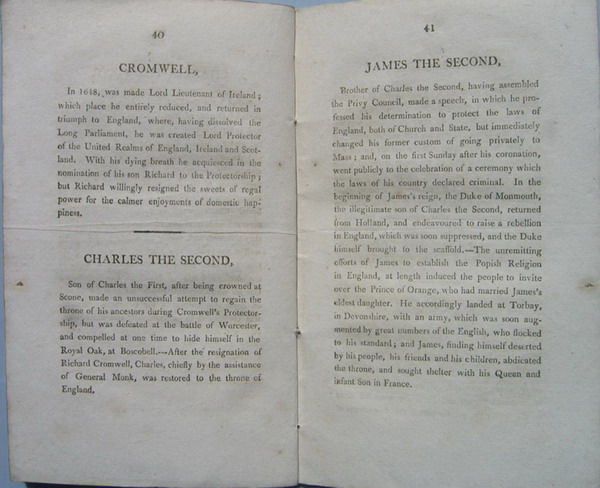 40
CROMWELL,
In 1648, was made Lord Lieutenant of Ireland;
which place he entirely reduced, and returned in
triumph to England, where, having dissolved the
Long Parliament, he was created Lord Protector
of the United Realms of England, Ireland and Scot-
land. With his dying breath he acquiesced in the
nomination of his son Richard to the Protectorship;
but Richard willingly resigned the sweets of regal
power for the calmer enjoyments of domestic hap-
piness.
CHARLES THE SECOND,
Son of Charles the First, after being crowned at
Scone, made an unsuccessful attempt to regain the
throne of his ancestors during Cromwell's Protector-
ship, but was defeated at the battle of Worcester,
and compelled at one time to hide himself in the
Royal Oak, at Boscobell.—After the resignation of
Richard Cromwell, Charles, chiefly by the assistance
of General Monk, was restored to the throne of
England,
41
JAMES THE SECOND,
Brother of Charles the Second, having assembled
the Privy Council, made a speech, in which he pro-
fessed his determination to protect the laws of
England, both of Church and State, but immediately
changed his former custom of going privately to
Mass; and, on the first Sunday after his coronation,
went publicly to the celebration of a ceremony which
the laws of his country declared criminal. In the
beginning of James's reign, the Duke of Monmouth,
the illegitimate son of Charles the Second, returned
from Holland, and endeavoured to raise a rebellion
in England, which was soon suppressed, and the Duke
himself brought to the scaffold.—The unremitting
efforts of James to establish the Popish Religion
in England, at length induced the people to invite
over the Prince of Orange, who had married James's
eldest daughter. He accordingly landed at Torbay,
in Devonshire, with an army, which was soon aug-
mented by great numbers of the English, who flocked
to his standard; and James, finding himself deserted
by his people, his friends and his children, abdicated
the throne, and sought shelter with his Queen and
infant Son in France.